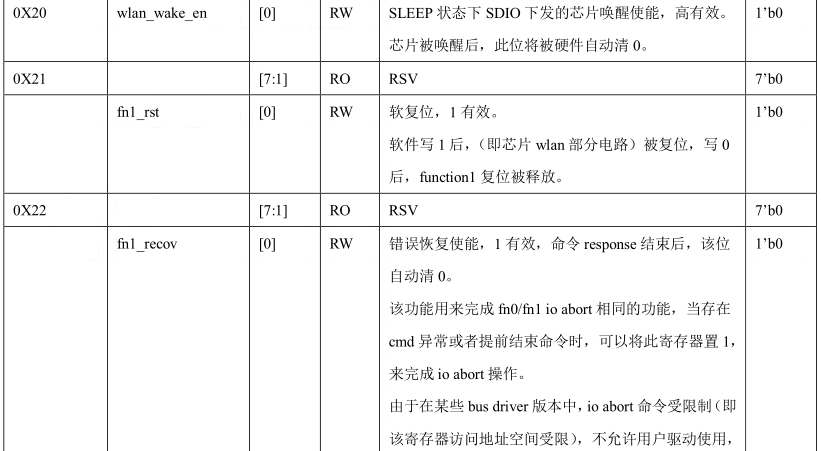 0X20 wlan_wake_en [0] RW SLEEP 状态下 SDIO 下发的芯片唤醒使能，高有效。 1’b0
芯片被唤醒后，此位将被硬件自动清 0。
0X21 [7:1] RO RSV 7’b0
fn1_rst [0] RW 软复位，1 有效。 1’b0
软件写 1 后，（即芯片 wlan 部分电路）被复位，写 0
后，function1 复位被释放。
0X22 [7:1] RO RSV 7’b0
fn1_recov [0] RW 错误恢复使能，1 有效，命令 response 结束后，该位 1’b0
自动清 0。
该功能用来完成 fn0/fn1 io abort 相同的功能，当存在
cmd 异常或者提前结束命令时，可以将此寄存器置 1，
来完成 io abort 操作。
由于在某些 bus driver 版本中，io abort 命令受限制（即
该寄存器访问地址空间受限），不允许用户驱动使用，